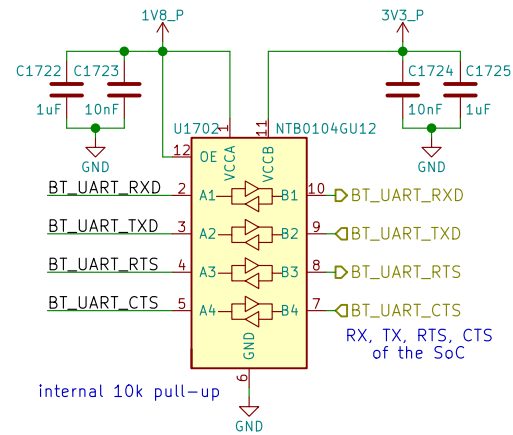 1V8_P
3V3_P
C1722
C1723
C1724
C1725
1uF
10nF
10nF
1uF
GND
GND
U1702
NTB0104GU12
1
11
12
OE
VCCA
VCCB
BT_UART_RXD
2
A1
B1
10
BT_UART_RXD
BT_UART_TXD
3
A2
B2
9
BT_UART_TXD
BT_UART_RTS
4
A3
B3
8
BT_UART_RTS
BT_UART_CTS
5
A4
B4
7
BT_UART_CTS
GND
RX, TX, RTS, CTS
of the SoC
6
internal 10k pull-up
GND